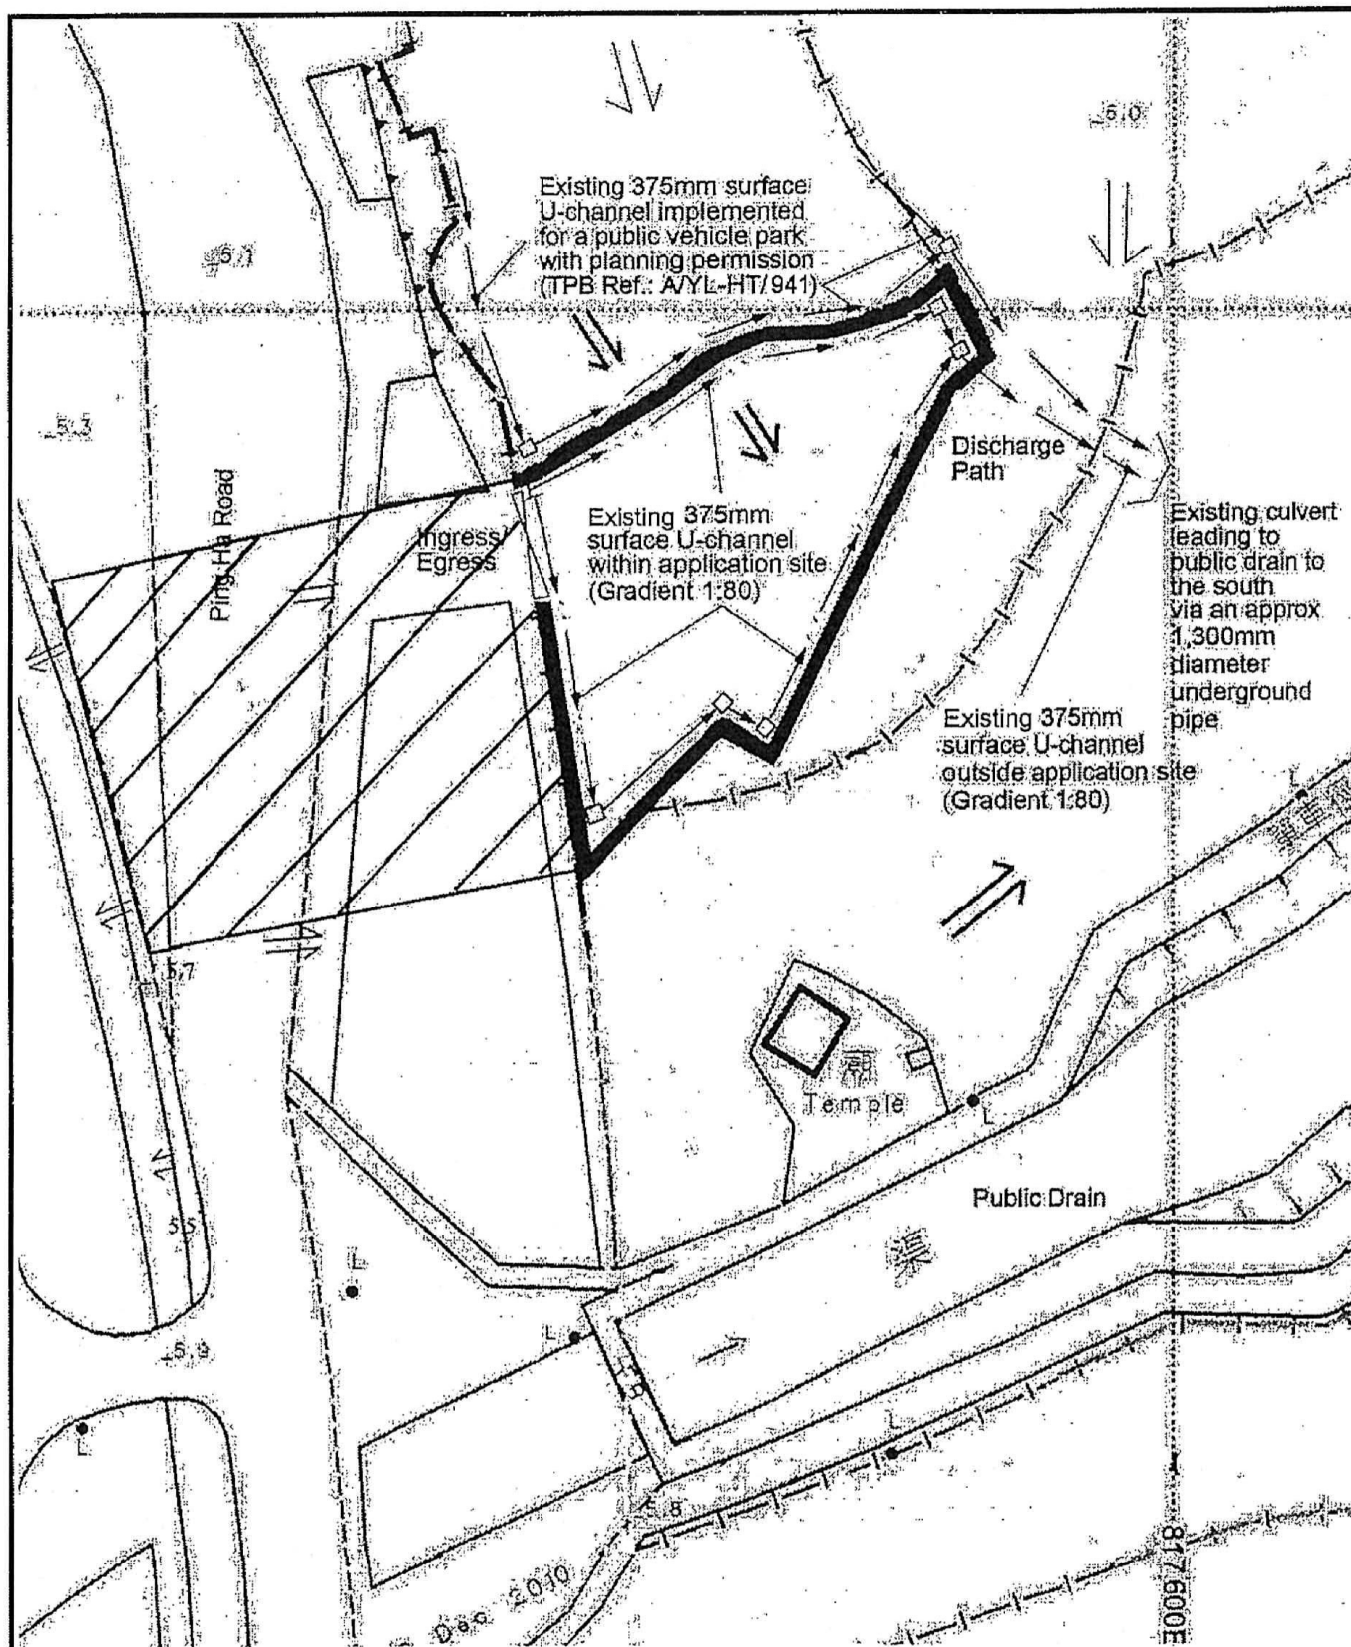 5.0
Existing 375mm surface
U-channel implemented
for a public vehicle park
with planning permission
(TPB Ref.: A/YL-HT/941)
5.1
5.3
Ping Ha Road
Ingress/
Egress
Existing 375mm
surface U-channel
within application site
(Gradient 1:80)
Discharge
Path
Existing culvert
leading to
public drain to
the south
via an approx
1,300mm
diameter
underground
pipe
Existing 375mm
surface U-channel
outside application site
(Gradient 1:80)
L
5.7
廟
Temple
L
Public Drain
渠
5.5
L
L
5.9
L
L
5.8
Dec 2010
817 600E